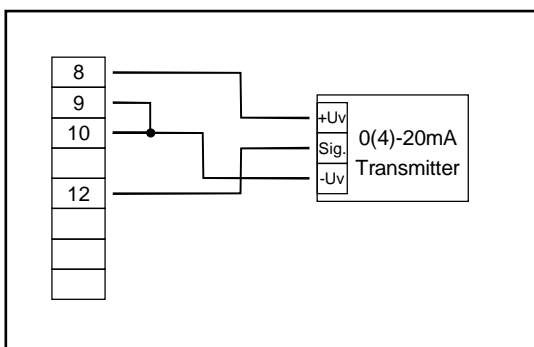 8
9
10
12
+Uv
Sig.
-Uv
0(4)-20mA
Transmitter